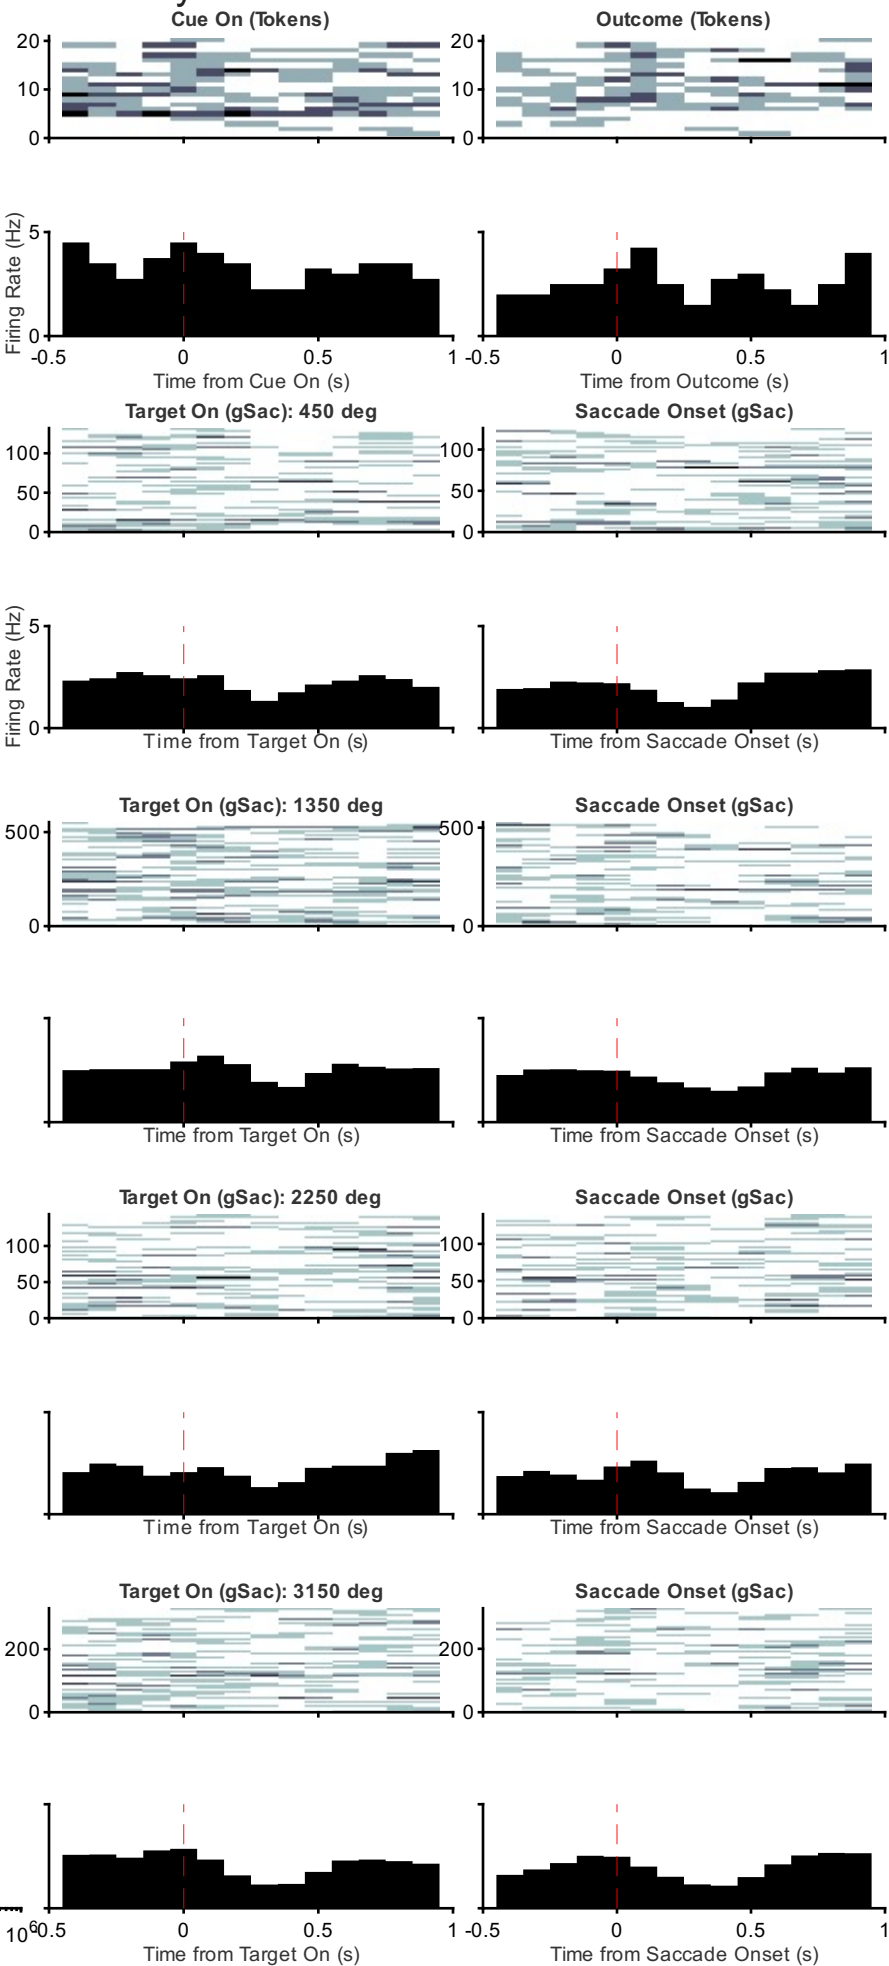 Cue On (Tokens) Outcome (Tokens)
20 20
10 10
0 0
Firing Rate (Hz)
5
0
-0.5 0 0.5 1 -0.5 0 0.5 1
Time from Cue On (s) Time from Outcome (s)
Target On (gSac): 450 deg Saccade Onset (gSac)
100 100
50 50
0 0
Firing Rate (Hz)
5
0
Time from Target On (s) Time from Saccade Onset (s)
Target On (gSac): 1350 deg Saccade Onset (gSac)
500 500
0 0
Time from Target On (s) Time from Saccade Onset (s)
Target On (gSac): 2250 deg Saccade Onset (gSac)
100 100
50 50
0 0
Time from Target On (s) Time from Saccade Onset (s)
Target On (gSac): 3150 deg Saccade Onset (gSac)
200 200
0 0
10⁶ -0.5 0 0.5 1 -0.5 0 0.5 1
Time from Target On (s) Time from Saccade Onset (s)